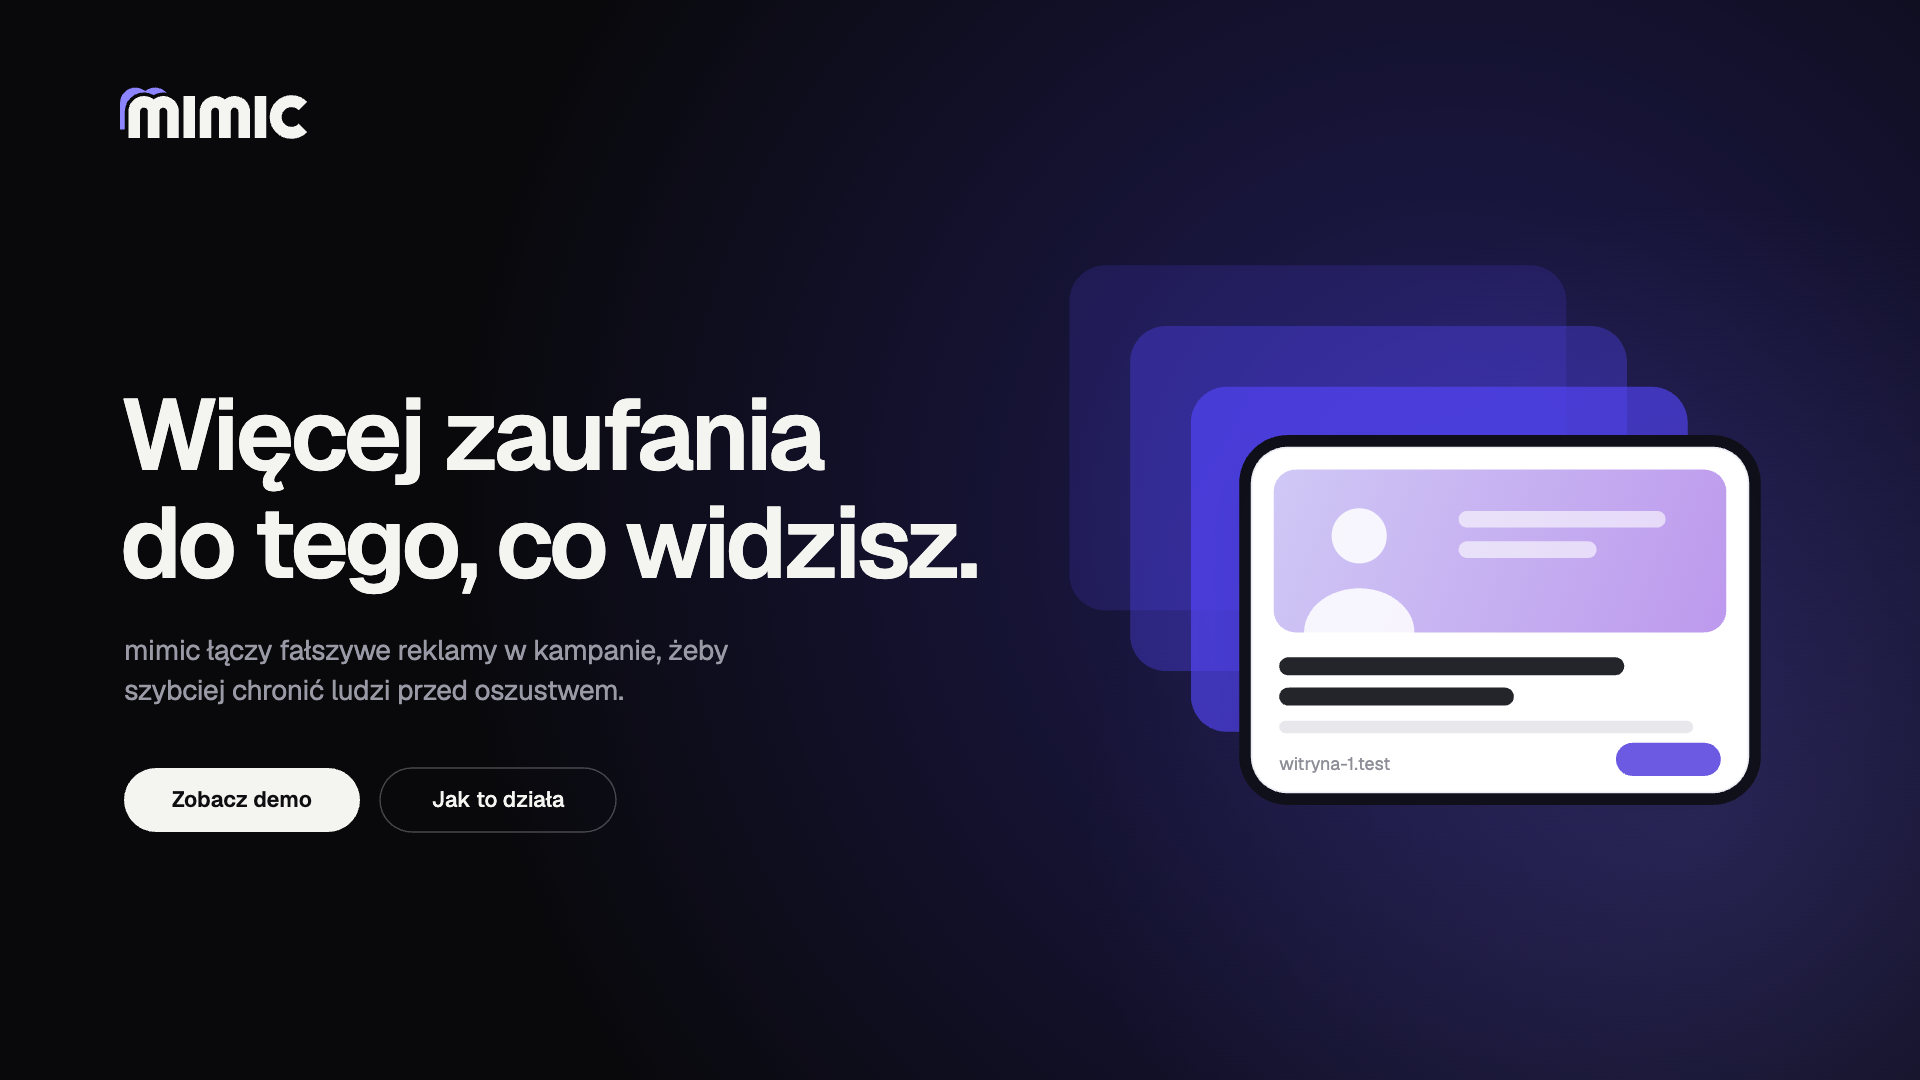 mimic
Więcej zaufania
do tego, co widzisz.
mimic łączy fałszywe reklamy w kampanie, żeby
szybciej chronić ludzi przed oszustwem.
Zobacz demo
Jak to działa
witryna-1.test